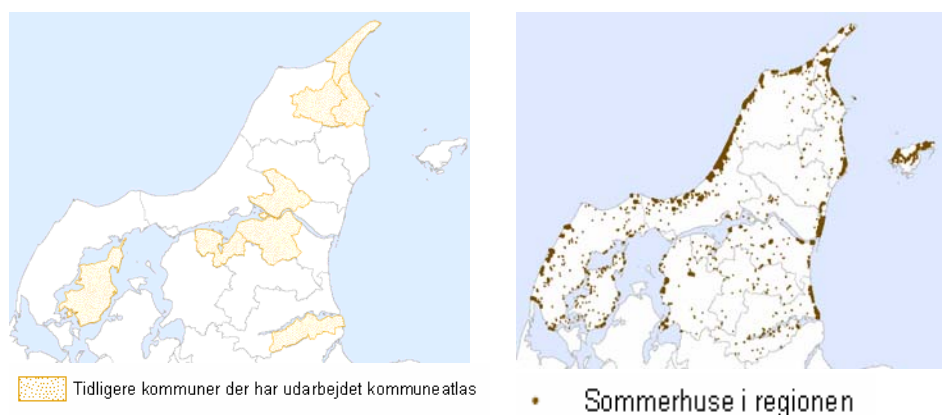 Tidligere kommuner der har udarbejdet kommuneatlas
Sommerhuse i regionen